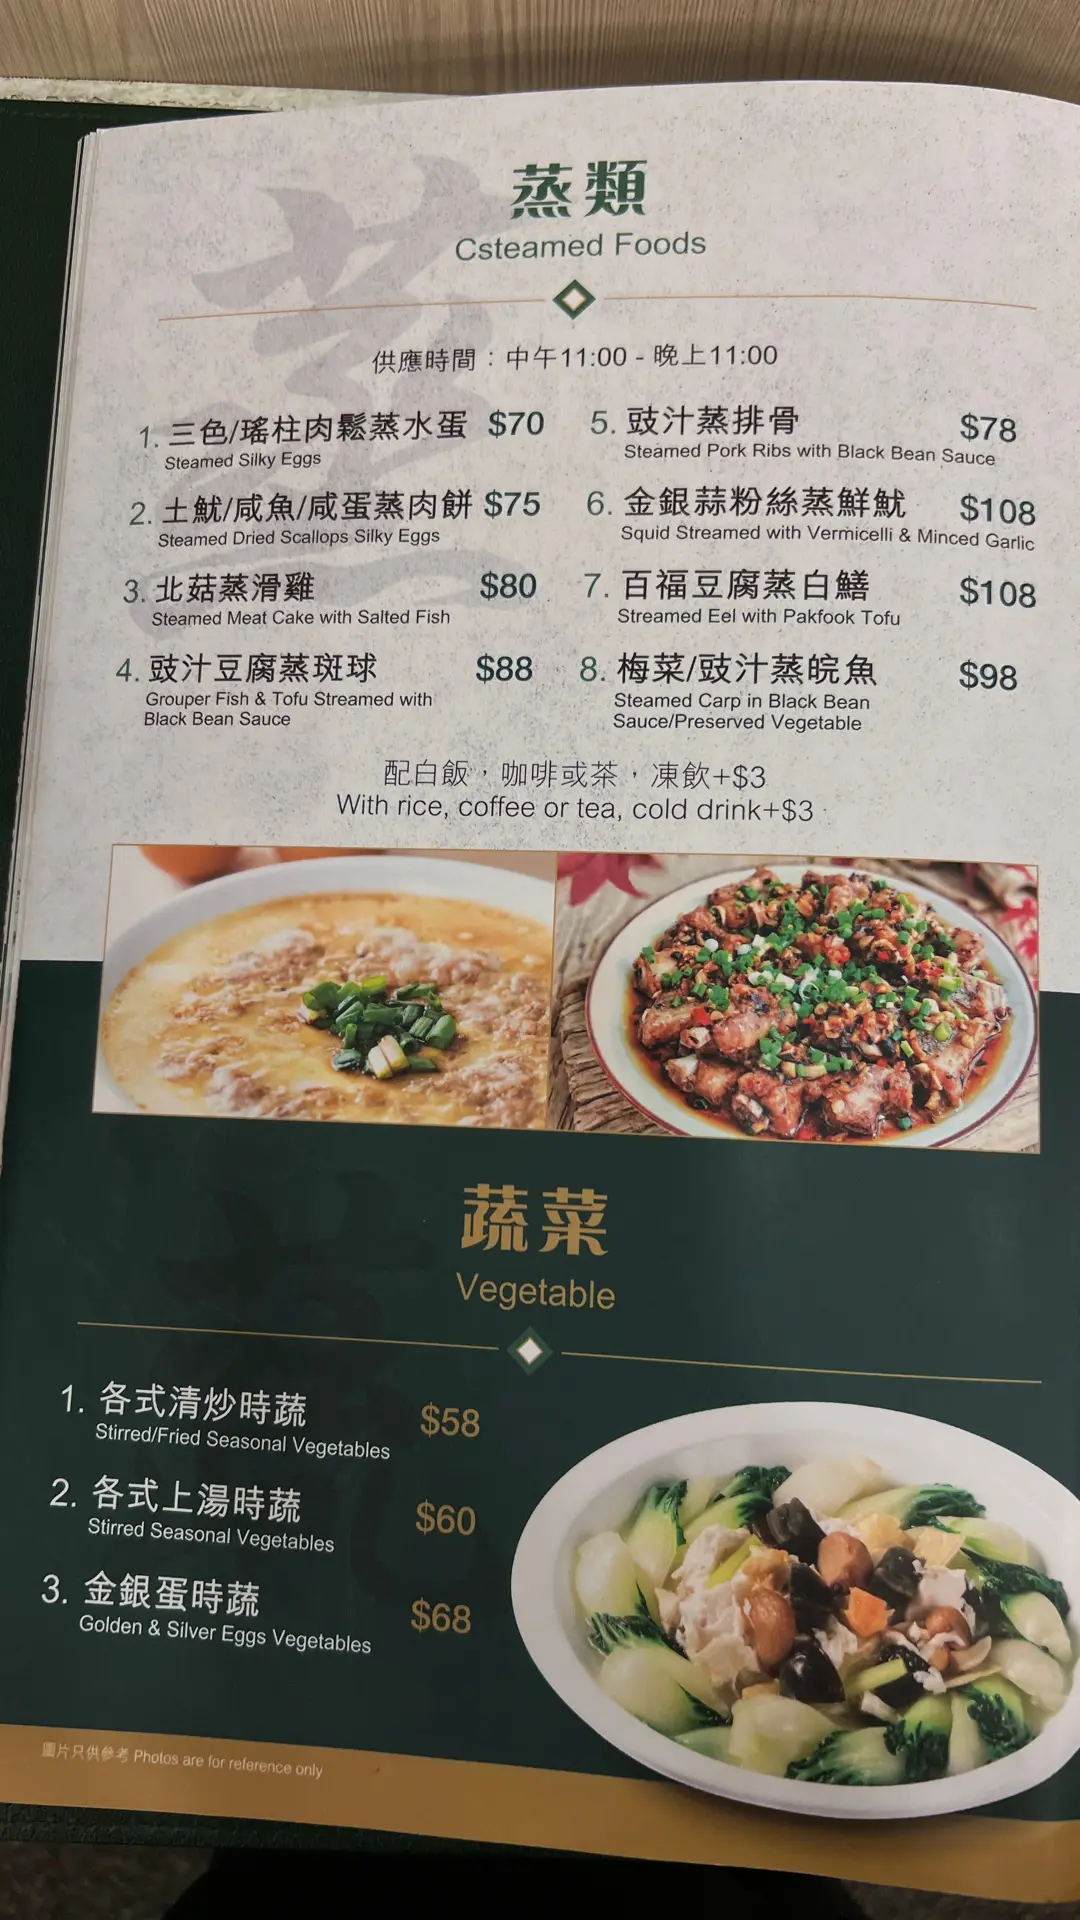 蒸類
Csteamed Foods
供應時間：中午11:00 - 晚上11:00
1. 三色/瑤柱肉鬆蒸水蛋 $70
Steamed Silky Eggs
2. 土魷/咸魚/咸蛋蒸肉餅 $75
Steamed Dried Scallops Silky Eggs
3. 北菇蒸滑雞 $80
Steamed Meat Cake with Salted Fish
4. 豉汁豆腐蒸斑球 $88
Grouper Fish & Tofu Streamed with
Black Bean Sauce
5. 豉汁蒸排骨 $78
Steamed Pork Ribs with Black Bean Sauce
6. 金銀蒜粉絲蒸鮮魷 $108
Squid Streamed with Vermicelli & Minced Garlic
7. 百福豆腐蒸白鱔 $108
Streamed Eel with Pakfook Tofu
8. 梅菜/豉汁蒸皖魚 $98
Steamed Carp in Black Bean
Sauce/Preserved Vegetable
配白飯，咖啡或茶，凍飲+$3
With rice, coffee or tea, cold drink+$3
蔬菜
Vegetable
1. 各式清炒時蔬 $58
Stirred/Fried Seasonal Vegetables
2. 各式上湯時蔬 $60
Stirred Seasonal Vegetables
3. 金銀蛋時蔬 $68
Golden & Silver Eggs Vegetables
圖片只供參考 Photos are for reference only